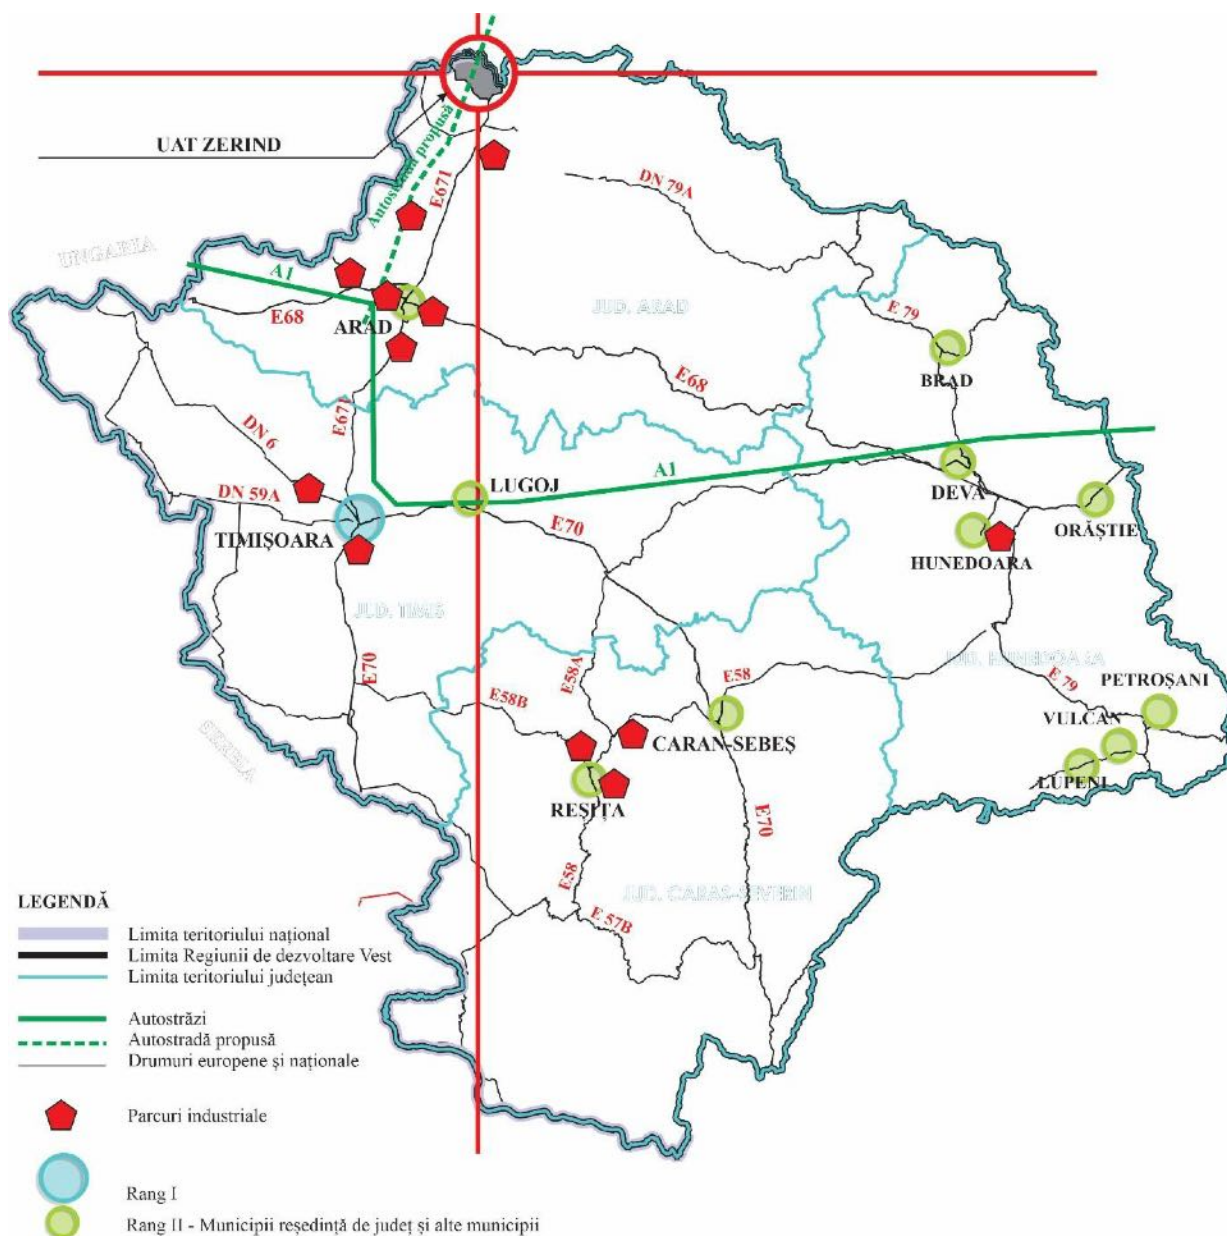 UAT ZERIND
Autostradă propusă
E671
DN 79A
UNGARIA
A1
E68
ARAD
JUD. ARAD
E 79
BRAD
E68
E671
DN 6
DN 59A
LUGOJ
A1
DEVA
ORĂȘTIE
TIMIȘOARA
E70
HUNEDOARA
JUD. TIMIS
JUD. HUNEDOARA
E70
E58A
E58B
E58
E 79
PETROȘANI
VULCAN
LUPENI
CARAN-SEBEȘ
SERBIA
REȘIȚA
E70
E58
JUD. CARAS-SEVERIN
E 57B
LEGENDĂ
Limita teritoriului național
Limita Regiunii de dezvoltare Vest
Limita teritoriului județean
Autostrăzi
Autostradă propusă
Drumuri europene și naționale
Parcuri industriale
Rang I
Rang II - Municipii reședință de județ și alte municipii